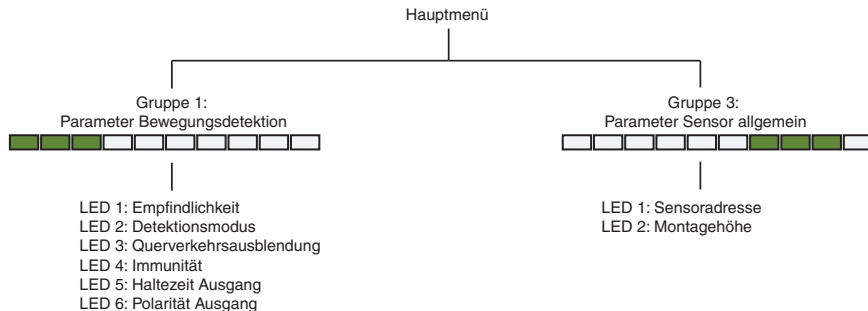 Hauptmenü
Gruppe 1:
Parameter Bewegungsdetektion
LED 1: Empfindlichkeit
LED 2: Detektionsmodus
LED 3: Querverkehrsausblendung
LED 4: Immunität
LED 5: Haltezeit Ausgang
LED 6: Polarität Ausgang
Gruppe 3:
Parameter Sensor allgemein
LED 1: Sensoradresse
LED 2: Montagehöhe